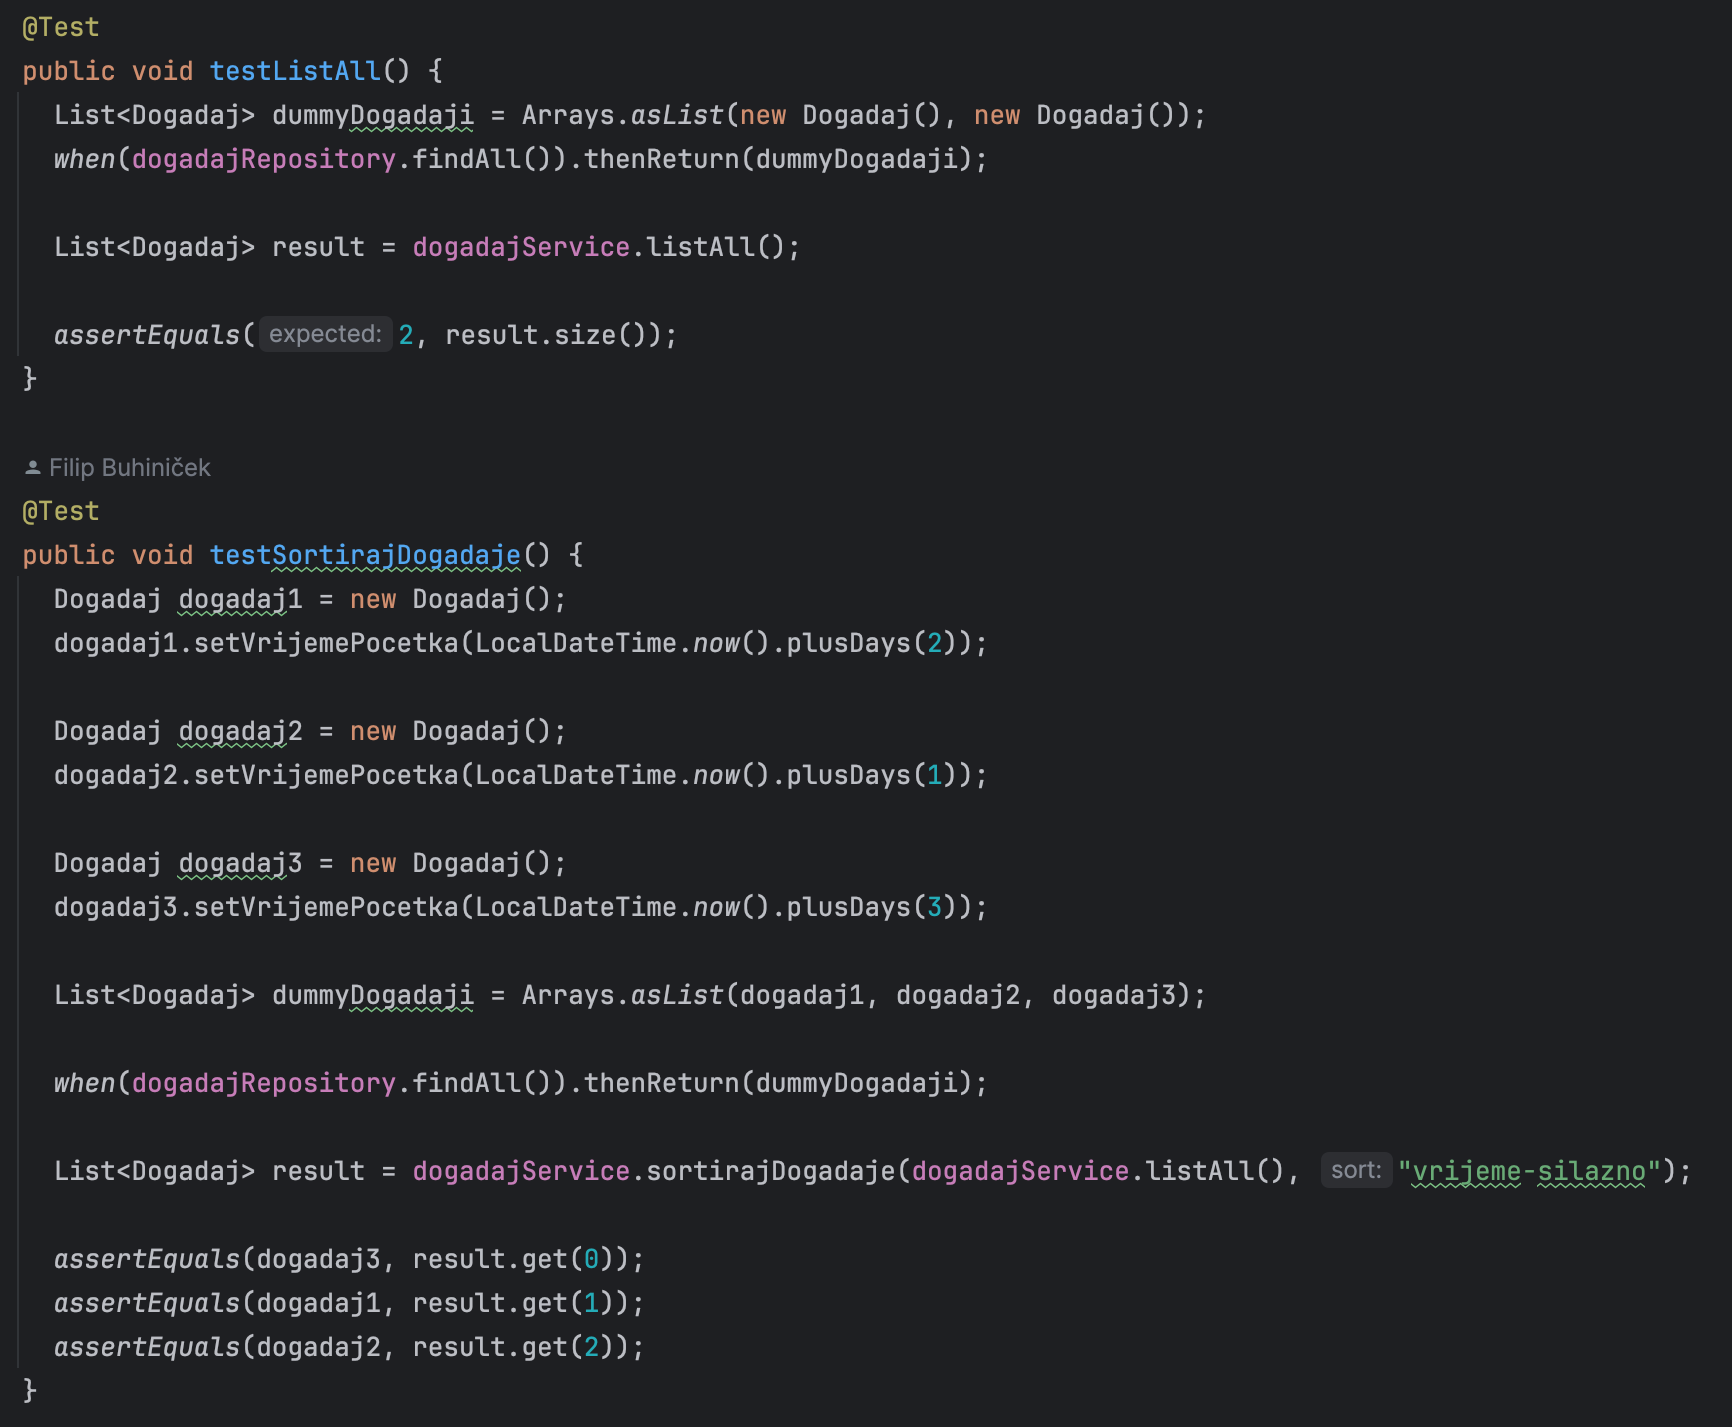 @Test
public void testListAll() {
List<Dogadaj> dummyDogadaji = Arrays.asList(new Dogadaj(), new Dogadaj());
when(dogadajRepository.findAll()).thenReturn(dummyDogadaji);
List<Dogadaj> result = dogadajService.listAll();
assertEquals( expected: 2, result.size());
}
Filip Buhiniček
@Test
public void testSortirajDogadaje() {
Dogadaj dogadaj1 = new Dogadaj();
dogadaj1.setVrijemePocetka(LocalDateTime.now().plusDays(2));
Dogadaj dogadaj2 = new Dogadaj();
dogadaj2.setVrijemePocetka(LocalDateTime.now().plusDays(1));
Dogadaj dogadaj3 = new Dogadaj();
dogadaj3.setVrijemePocetka(LocalDateTime.now().plusDays(3));
List<Dogadaj> dummyDogadaji = Arrays.asList(dogadaj1, dogadaj2, dogadaj3);
when(dogadajRepository.findAll()).thenReturn(dummyDogadaji);
List<Dogadaj> result = dogadajService.sortirajDogadaje(dogadajService.listAll(), sort: "vrijeme-silazno");
assertEquals(dogadaj3, result.get(0));
assertEquals(dogadaj1, result.get(1));
assertEquals(dogadaj2, result.get(2));
}